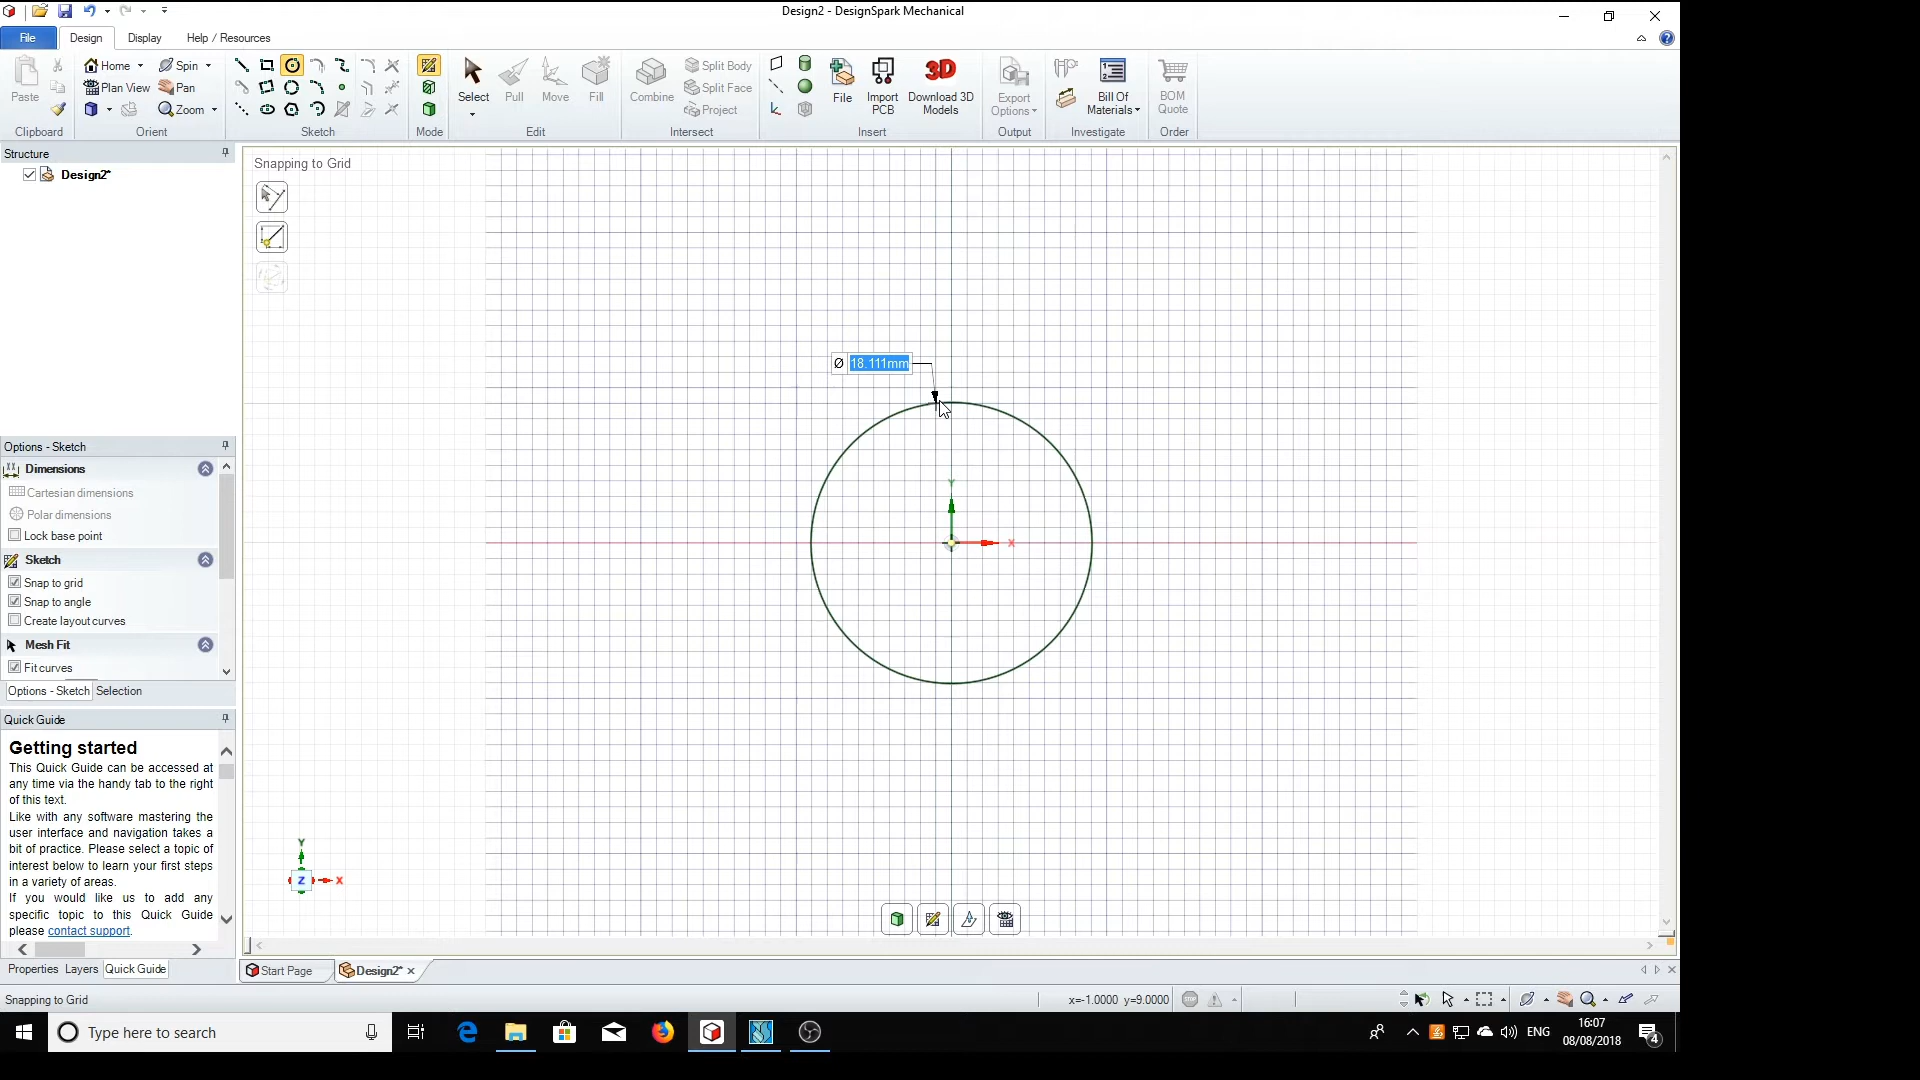 Design2 - DesignSpark Mechanical
File Design Display Help / Resources
Home Spin Split Body
Plan View Pan Split Face
Zoom Project
Paste Select Pull Move Fill Combine File Import PCB Download 3D Models Export Options Bill Of Materials BOM Quote
3D
Clipboard Orient Sketch Mode Edit Intersect Insert Output Investigate Order
Structure
Design2*
Snapping to Grid
Ø 18.111mm
Y
X
Options - Sketch
Dimensions
Cartesian dimensions
Polar dimensions
Lock base point
Sketch
Snap to grid
Snap to angle
Create layout curves
Mesh Fit
Fit curves
Options - Sketch Selection
Quick Guide
Getting started
This Quick Guide can be accessed at
any time via the handy tab to the right
of this text.
Like with any software mastering the
user interface and navigation takes a
bit of practice. Please select a topic of
interest below to learn your first steps
in a variety of areas.
If you would like us to add any
specific topic to this Quick Guide
please contact support.
Y
Z X
Properties Layers Quick Guide
Start Page Design2*
Snapping to Grid x=-1.0000 y=9.0000
Type here to search
ENG 16:07
08/08/2018 4